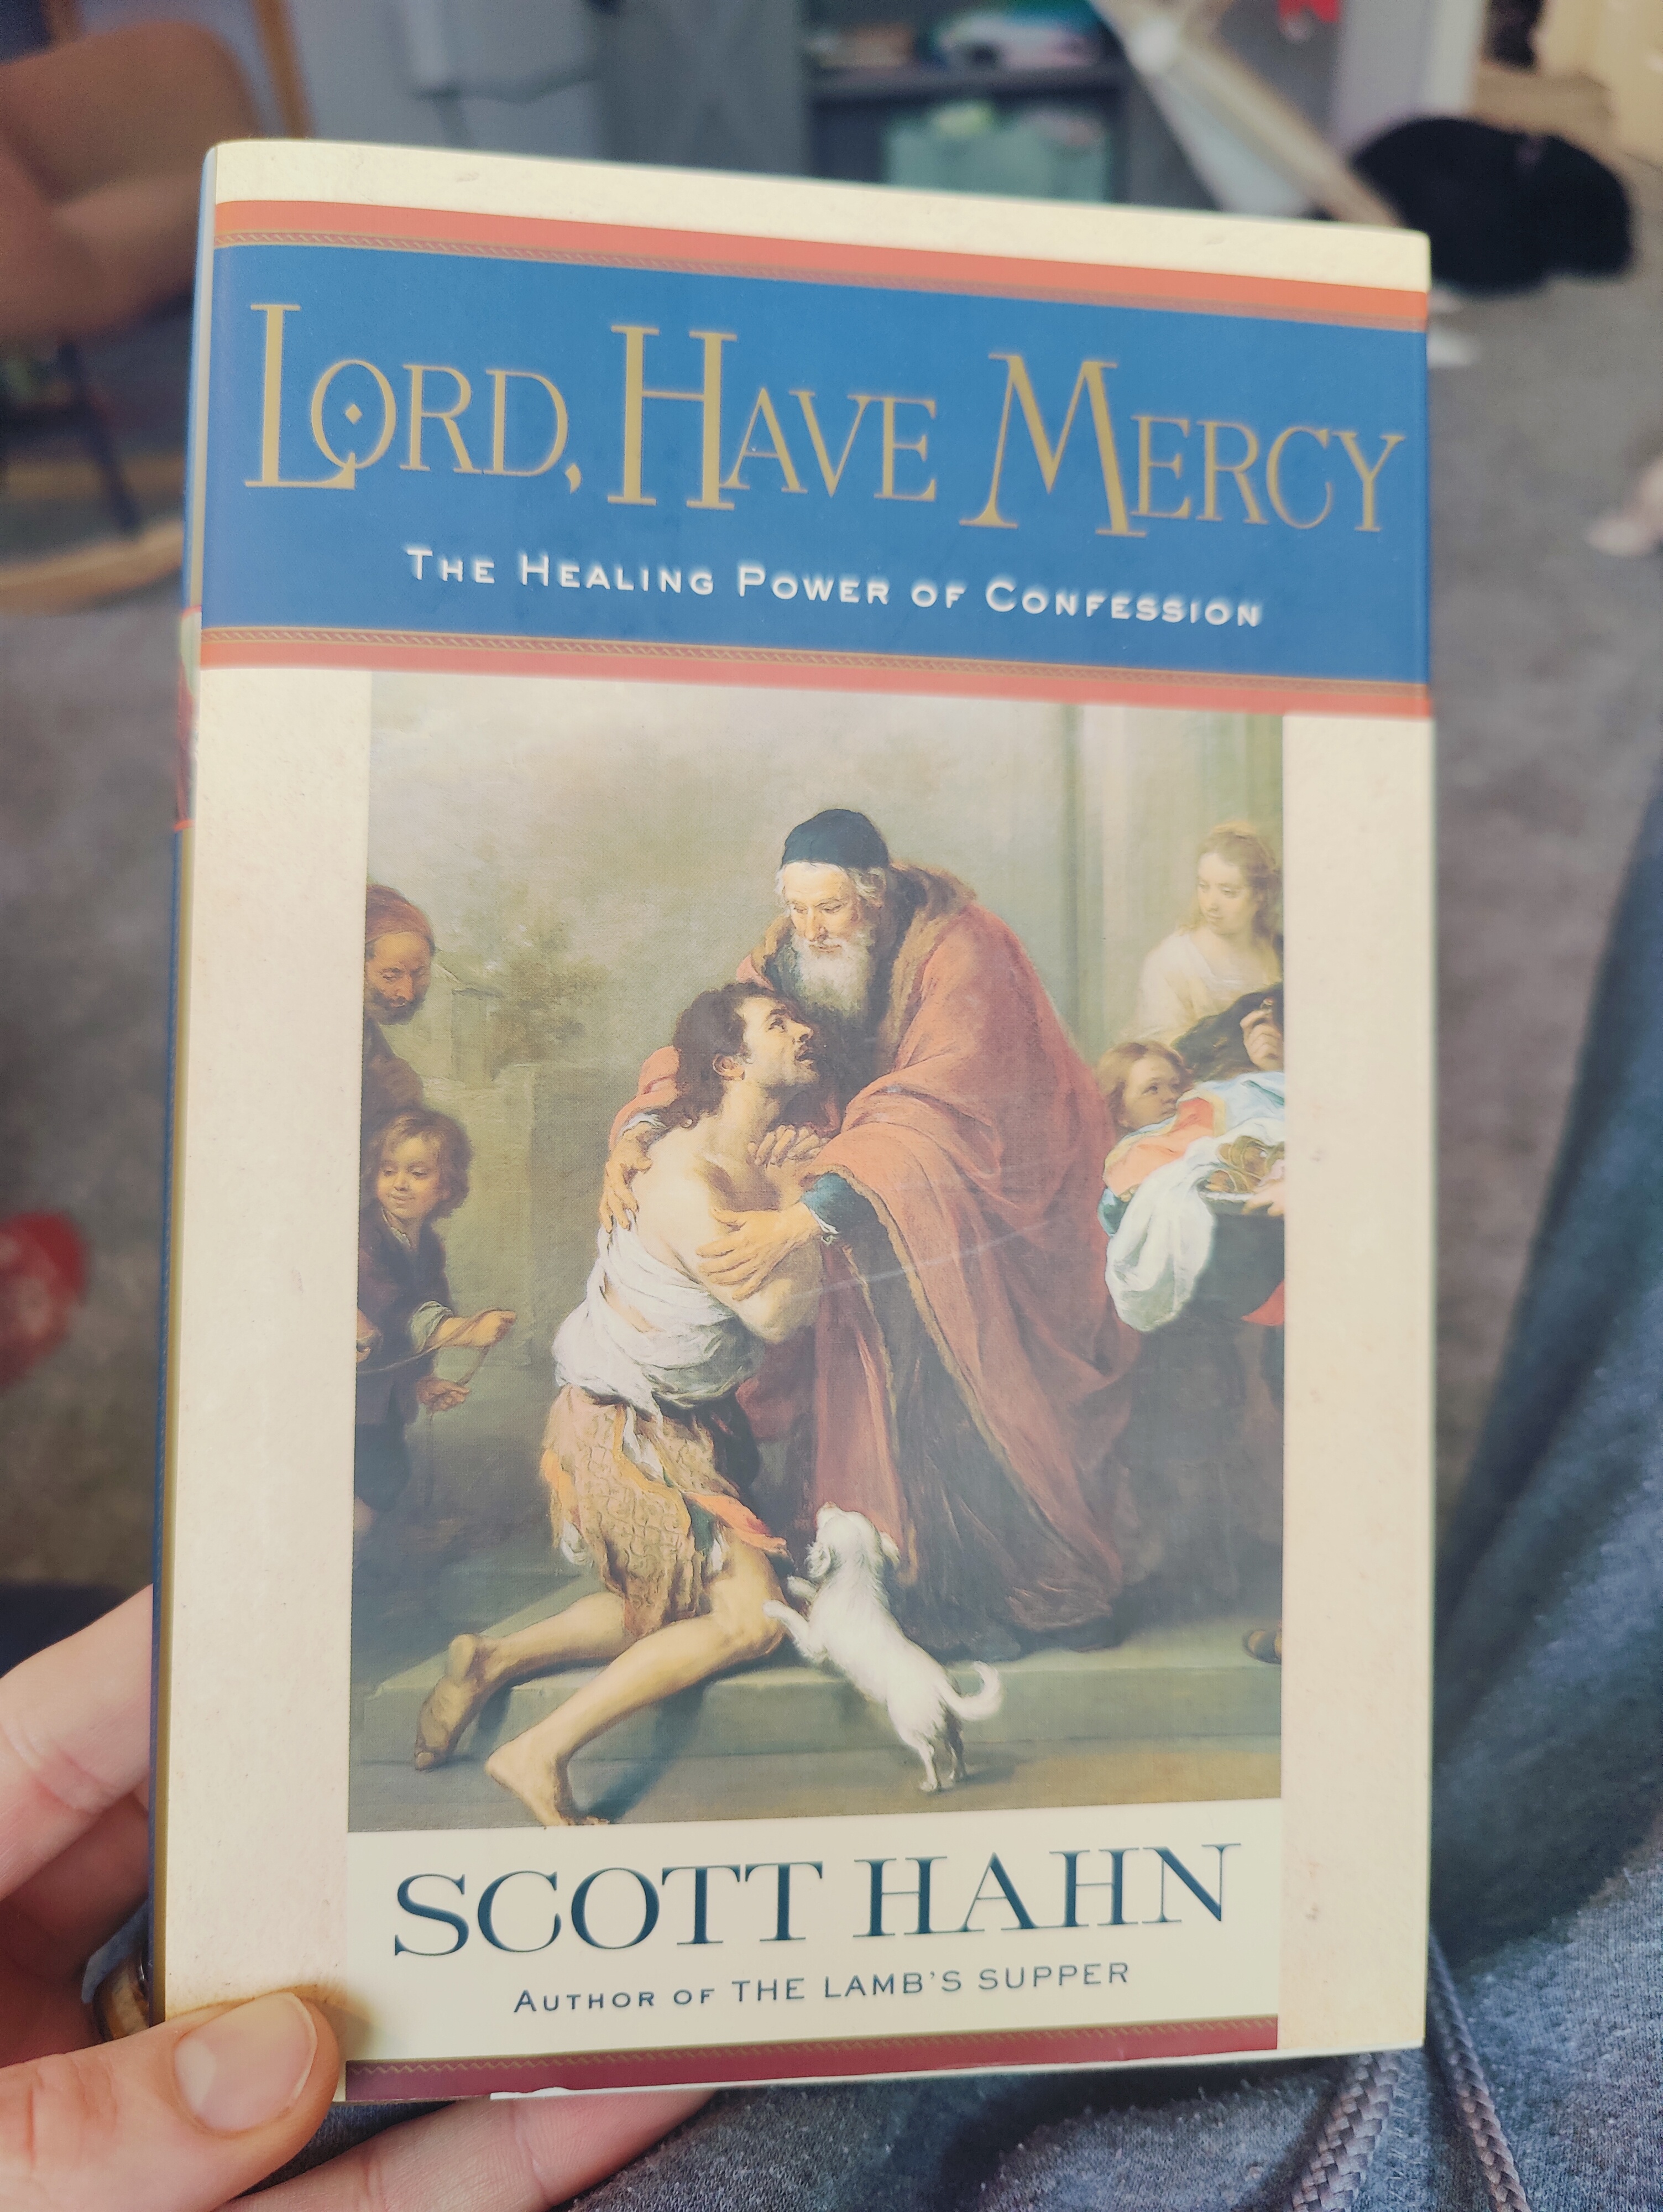 LORD, HAVE MERCY
THE HEALING POWER OF CONFESSION
SCOTT HAHN
AUTHOR OF THE LAMB'S SUPPER